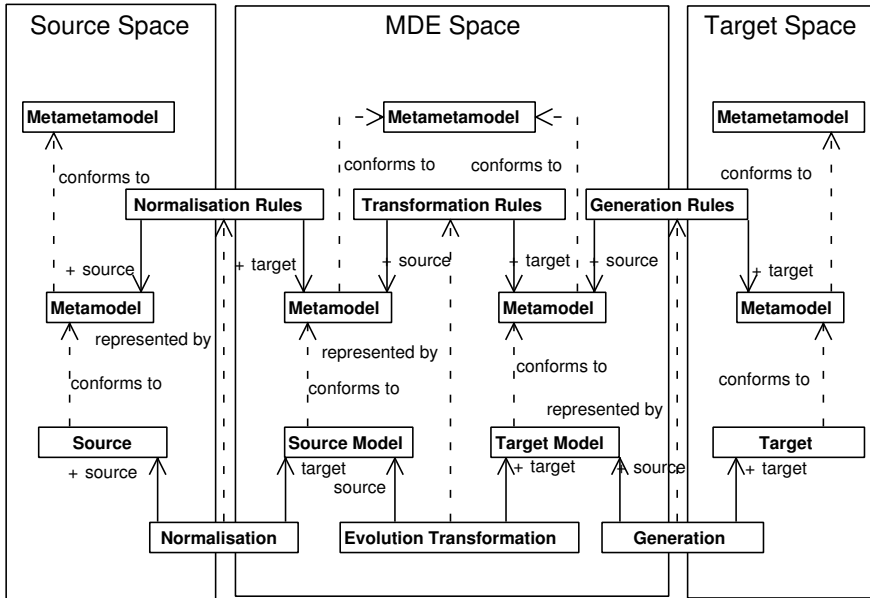 Source Space
MDE Space
Target Space
Metametamodel
Metametamodel
Metametamodel
conforms to
conforms to
conforms to
conforms to
Normalisation Rules
Transformation Rules
Generation Rules
+ source
+ target
+ source
+ target
+ source
+ target
Metamodel
Metamodel
Metamodel
Metamodel
represented by
represented by
conforms to
conforms to
conforms to
conforms to
represented by
Source
Source Model
Target Model
Target
+ source
target
source
+ target
+ source
+ target
Normalisation
Evolution Transformation
Generation